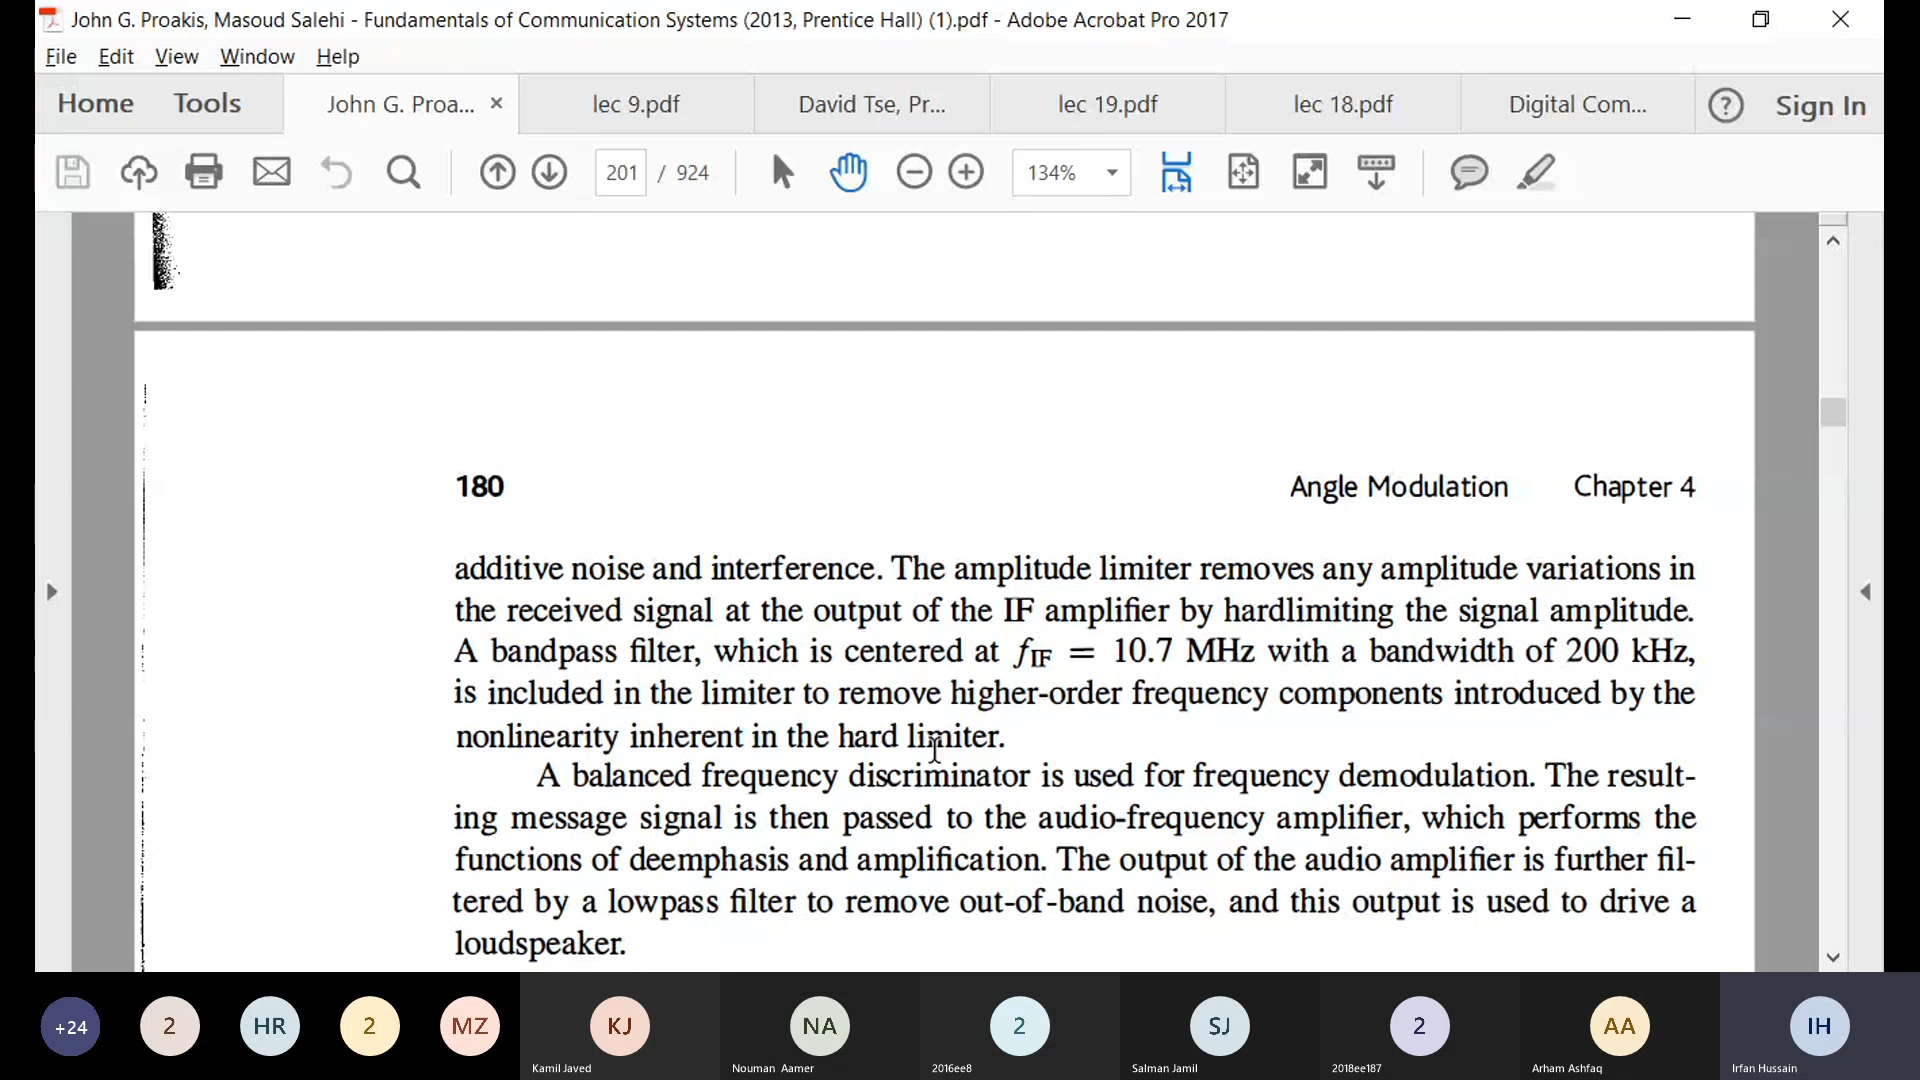 John G. Proakis, Masoud Salehi - Fundamentals of Communication Systems (2013, Prentice Hall) (1).pdf - Adobe Acrobat Pro 2017
File Edit View Window Help
Home Tools John G. Proa... × lec 9.pdf David Tse, Pr... lec 19.pdf lec 18.pdf Digital Com... ? Sign In
201 / 924 134%
180 Angle Modulation Chapter 4
additive noise and interference. The amplitude limiter removes any amplitude variations in
the received signal at the output of the IF amplifier by hardlimiting the signal amplitude.
A bandpass filter, which is centered at fIF = 10.7 MHz with a bandwidth of 200 kHz,
is included in the limiter to remove higher-order frequency components introduced by the
nonlinearity inherent in the hard limiter.
A balanced frequency discriminator is used for frequency demodulation. The result-
ing message signal is then passed to the audio-frequency amplifier, which performs the
functions of deemphasis and amplification. The output of the audio amplifier is further fil-
tered by a lowpass filter to remove out-of-band noise, and this output is used to drive a
loudspeaker.
+24 2 HR 2 MZ KJ NA 2 SJ 2 AA IH
Kamil Javed Nouman Aamer 2016ee8 Salman Jamil 2018ee187 Arham Ashfaq Irfan Hussain